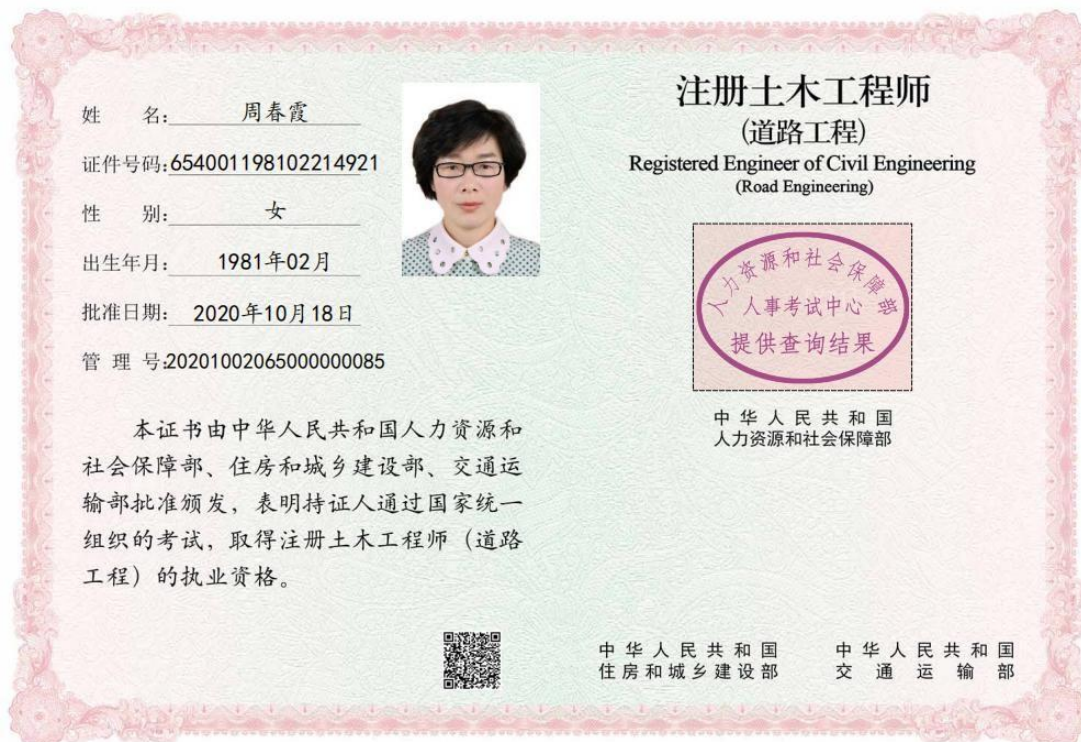 姓 名: 周春霞
证件号码: 654001198102214921
性 别: 女
出生年月: 1981年02月
批准日期: 2020年10月18日
管 理 号: 20201002065000000085
本证书由中华人民共和国人力资源和
社会保障部、住房和城乡建设部、交通运
输部批准颁发，表明持证人通过国家统一
组织的考试，取得注册土木工程师（道路
工程）的执业资格。
注册土木工程师
(道路工程)
Registered Engineer of Civil Engineering
(Road Engineering)
人力资源和社会保障部
人事考试中心
提供查询结果
中华人民共和国
人力资源和社会保障部
中华人民共和国
住房和城乡建设部
中华人民共和国
交通运输部